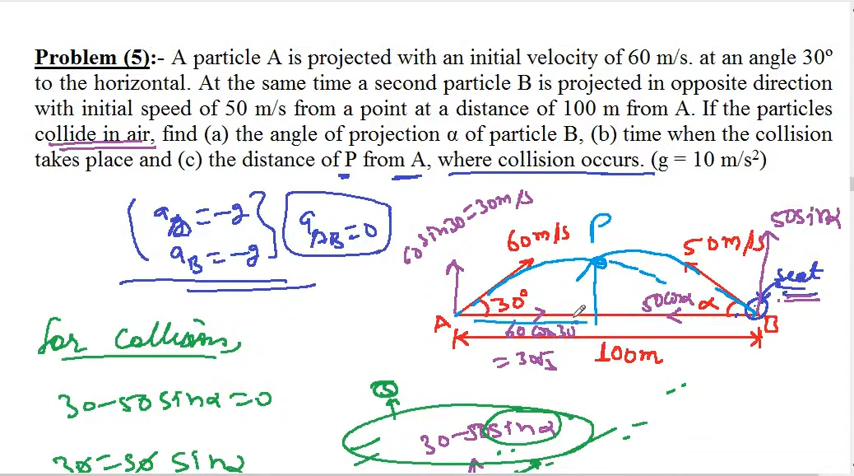 Problem (5):- A particle A is projected with an initial velocity of 60 m/s. at an angle 30º
to the horizontal. At the same time a second particle B is projected in opposite direction
with initial speed of 50 m/s from a point at a distance of 100 m from A. If the particles
collide in air, find (a) the angle of projection α of particle B, (b) time when the collision
takes place and (c) the distance of P from A, where collision occurs. (g = 10 m/s²)
a_A = -g
a_B = -g
a_AB = 0
60 sin30 = 30 m/s
60 m/s
P
50 m/s
50 sin α
seat
A
30°
60 cos 30
= 30√3
50 cos α
α
B
100m
for collision,
30 - 50 sin α = 0
30 = 50 sin α
30 - 50 sin α